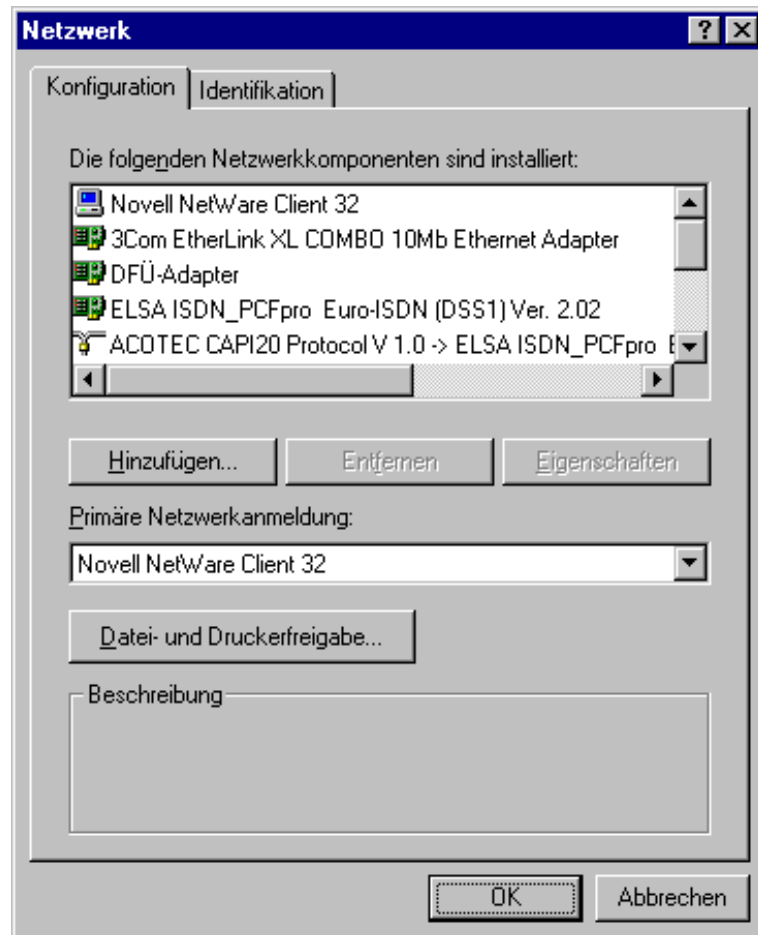 Netzwerk
Konfiguration
Identifikation
Die folgenden Netzwerkkomponenten sind installiert:
Novell NetWare Client 32
3Com EtherLink XL COMBO 10Mb Ethernet Adapter
DFÜ-Adapter
ELSA ISDN_PCFpro Euro-ISDN (DSS1) Ver. 2.02
ACOTEC CAPI20 Protocol V 1.0 -> ELSA ISDN_PCFpro
Hinzufügen...
Entfernen
Eigenschaften
Primäre Netzwerkanmeldung:
Novell NetWare Client 32
Datei- und Druckerfreigabe...
Beschreibung
OK
Abbrechen